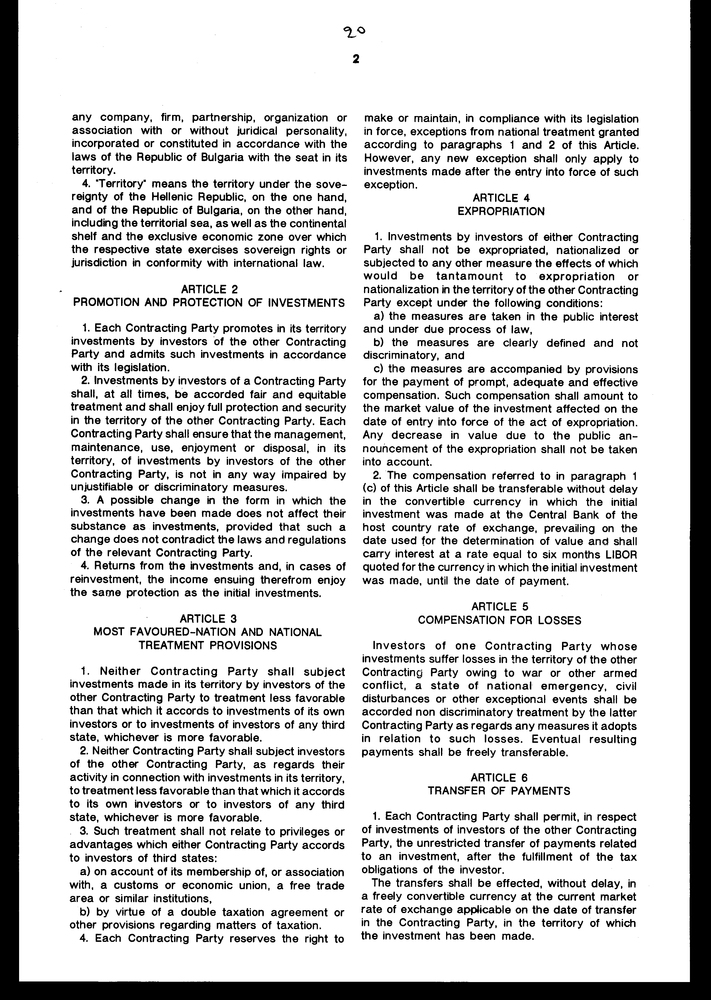 20
2
any company, firm, partnership, organization or
association with or without juridical personality,
incorporated or constituted in accordance with the
laws of the Republic of Bulgaria with the seat in its
territory.
4. "Territory" means the territory under the sove-
reignty of the Hellenic Republic, on the one hand,
and of the Republic of Bulgaria, on the other hand,
including the territorial sea, as well as the continental
shelf and the exclusive economic zone over which
the respective state exercises sovereign rights or
jurisdiction in conformity with international law.
ARTICLE 2
PROMOTION AND PROTECTION OF INVESTMENTS
1. Each Contracting Party promotes in its territory
investments by investors of the other Contracting
Party and admits such investments in accordance
with its legislation.
2. Investments by investors of a Contracting Party
shall, at all times, be accorded fair and equitable
treatment and shall enjoy full protection and security
in the territory of the other Contracting Party. Each
Contracting Party shall ensure that the management,
maintenance, use, enjoyment or disposal, in its
territory, of investments by investors of the other
Contracting Party, is not in any way impaired by
unjustifiable or discriminatory measures.
3. A possible change in the form in which the
investments have been made does not affect their
substance as investments, provided that such a
change does not contradict the laws and regulations
of the relevant Contracting Party.
4. Returns from the investments and, in cases of
reinvestment, the income ensuing therefrom enjoy
the same protection as the initial investments.
ARTICLE 3
MOST FAVOURED-NATION AND NATIONAL
TREATMENT PROVISIONS
1. Neither Contracting Party shall subject
investments made in its territory by investors of the
other Contracting Party to treatment less favorable
than that which it accords to investments of its own
investors or to investments of investors of any third
state, whichever is more favorable.
2. Neither Contracting Party shall subject investors
of the other Contracting Party, as regards their
activity in connection with investments in its territory,
to treatment less favorable than that which it accords
to its own investors or to investors of any third
state, whichever is more favorable.
3. Such treatment shall not relate to privileges or
advantages which either Contracting Party accords
to investors of third states:
a) on account of its membership of, or association
with, a customs or economic union, a free trade
area or similar institutions,
b) by virtue of a double taxation agreement or
other provisions regarding matters of taxation.
4. Each Contracting Party reserves the right to
make or maintain, in compliance with its legislation
in force, exceptions from national treatment granted
according to paragraphs 1 and 2 of this Article.
However, any new exception shall only apply to
investments made after the entry into force of such
exception.
ARTICLE 4
EXPROPRIATION
1. Investments by investors of either Contracting
Party shall not be expropriated, nationalized or
subjected to any other measure the effects of which
would be tantamount to expropriation or
nationalization in the territory of the other Contracting
Party except under the following conditions:
a) the measures are taken in the public interest
and under due process of law,
b) the measures are clearly defined and not
discriminatory, and
c) the measures are accompanied by provisions
for the payment of prompt, adequate and effective
compensation. Such compensation shall amount to
the market value of the investment affected on the
date of entry into force of the act of expropriation.
Any decrease in value due to the public an-
nouncement of the expropriation shall not be taken
into account.
2. The compensation referred to in paragraph 1
(c) of this Article shall be transferable without delay
in the convertible currency in which the initial
investment was made at the Central Bank of the
host country rate of exchange, prevailing on the
date used for the determination of value and shall
carry interest at a rate equal to six months LIBOR
quoted for the currency in which the initial investment
was made, until the date of payment.
ARTICLE 5
COMPENSATION FOR LOSSES
Investors of one Contracting Party whose
investments suffer losses in the territory of the other
Contracting Party owing to war or other armed
conflict, a state of national emergency, civil
disturbances or other exceptional events shall be
accorded non discriminatory treatment by the latter
Contracting Party as regards any measures it adopts
in relation to such losses. Eventual resulting
payments shall be freely transferable.
ARTICLE 6
TRANSFER OF PAYMENTS
1. Each Contracting Party shall permit, in respect
of investments of investors of the other Contracting
Party, the unrestricted transfer of payments related
to an investment, after the fulfillment of the tax
obligations of the investor.
The transfers shall be effected, without delay, in
a freely convertible currency at the current market
rate of exchange applicable on the date of transfer
in the Contracting Party, in the territory of which
the investment has been made.